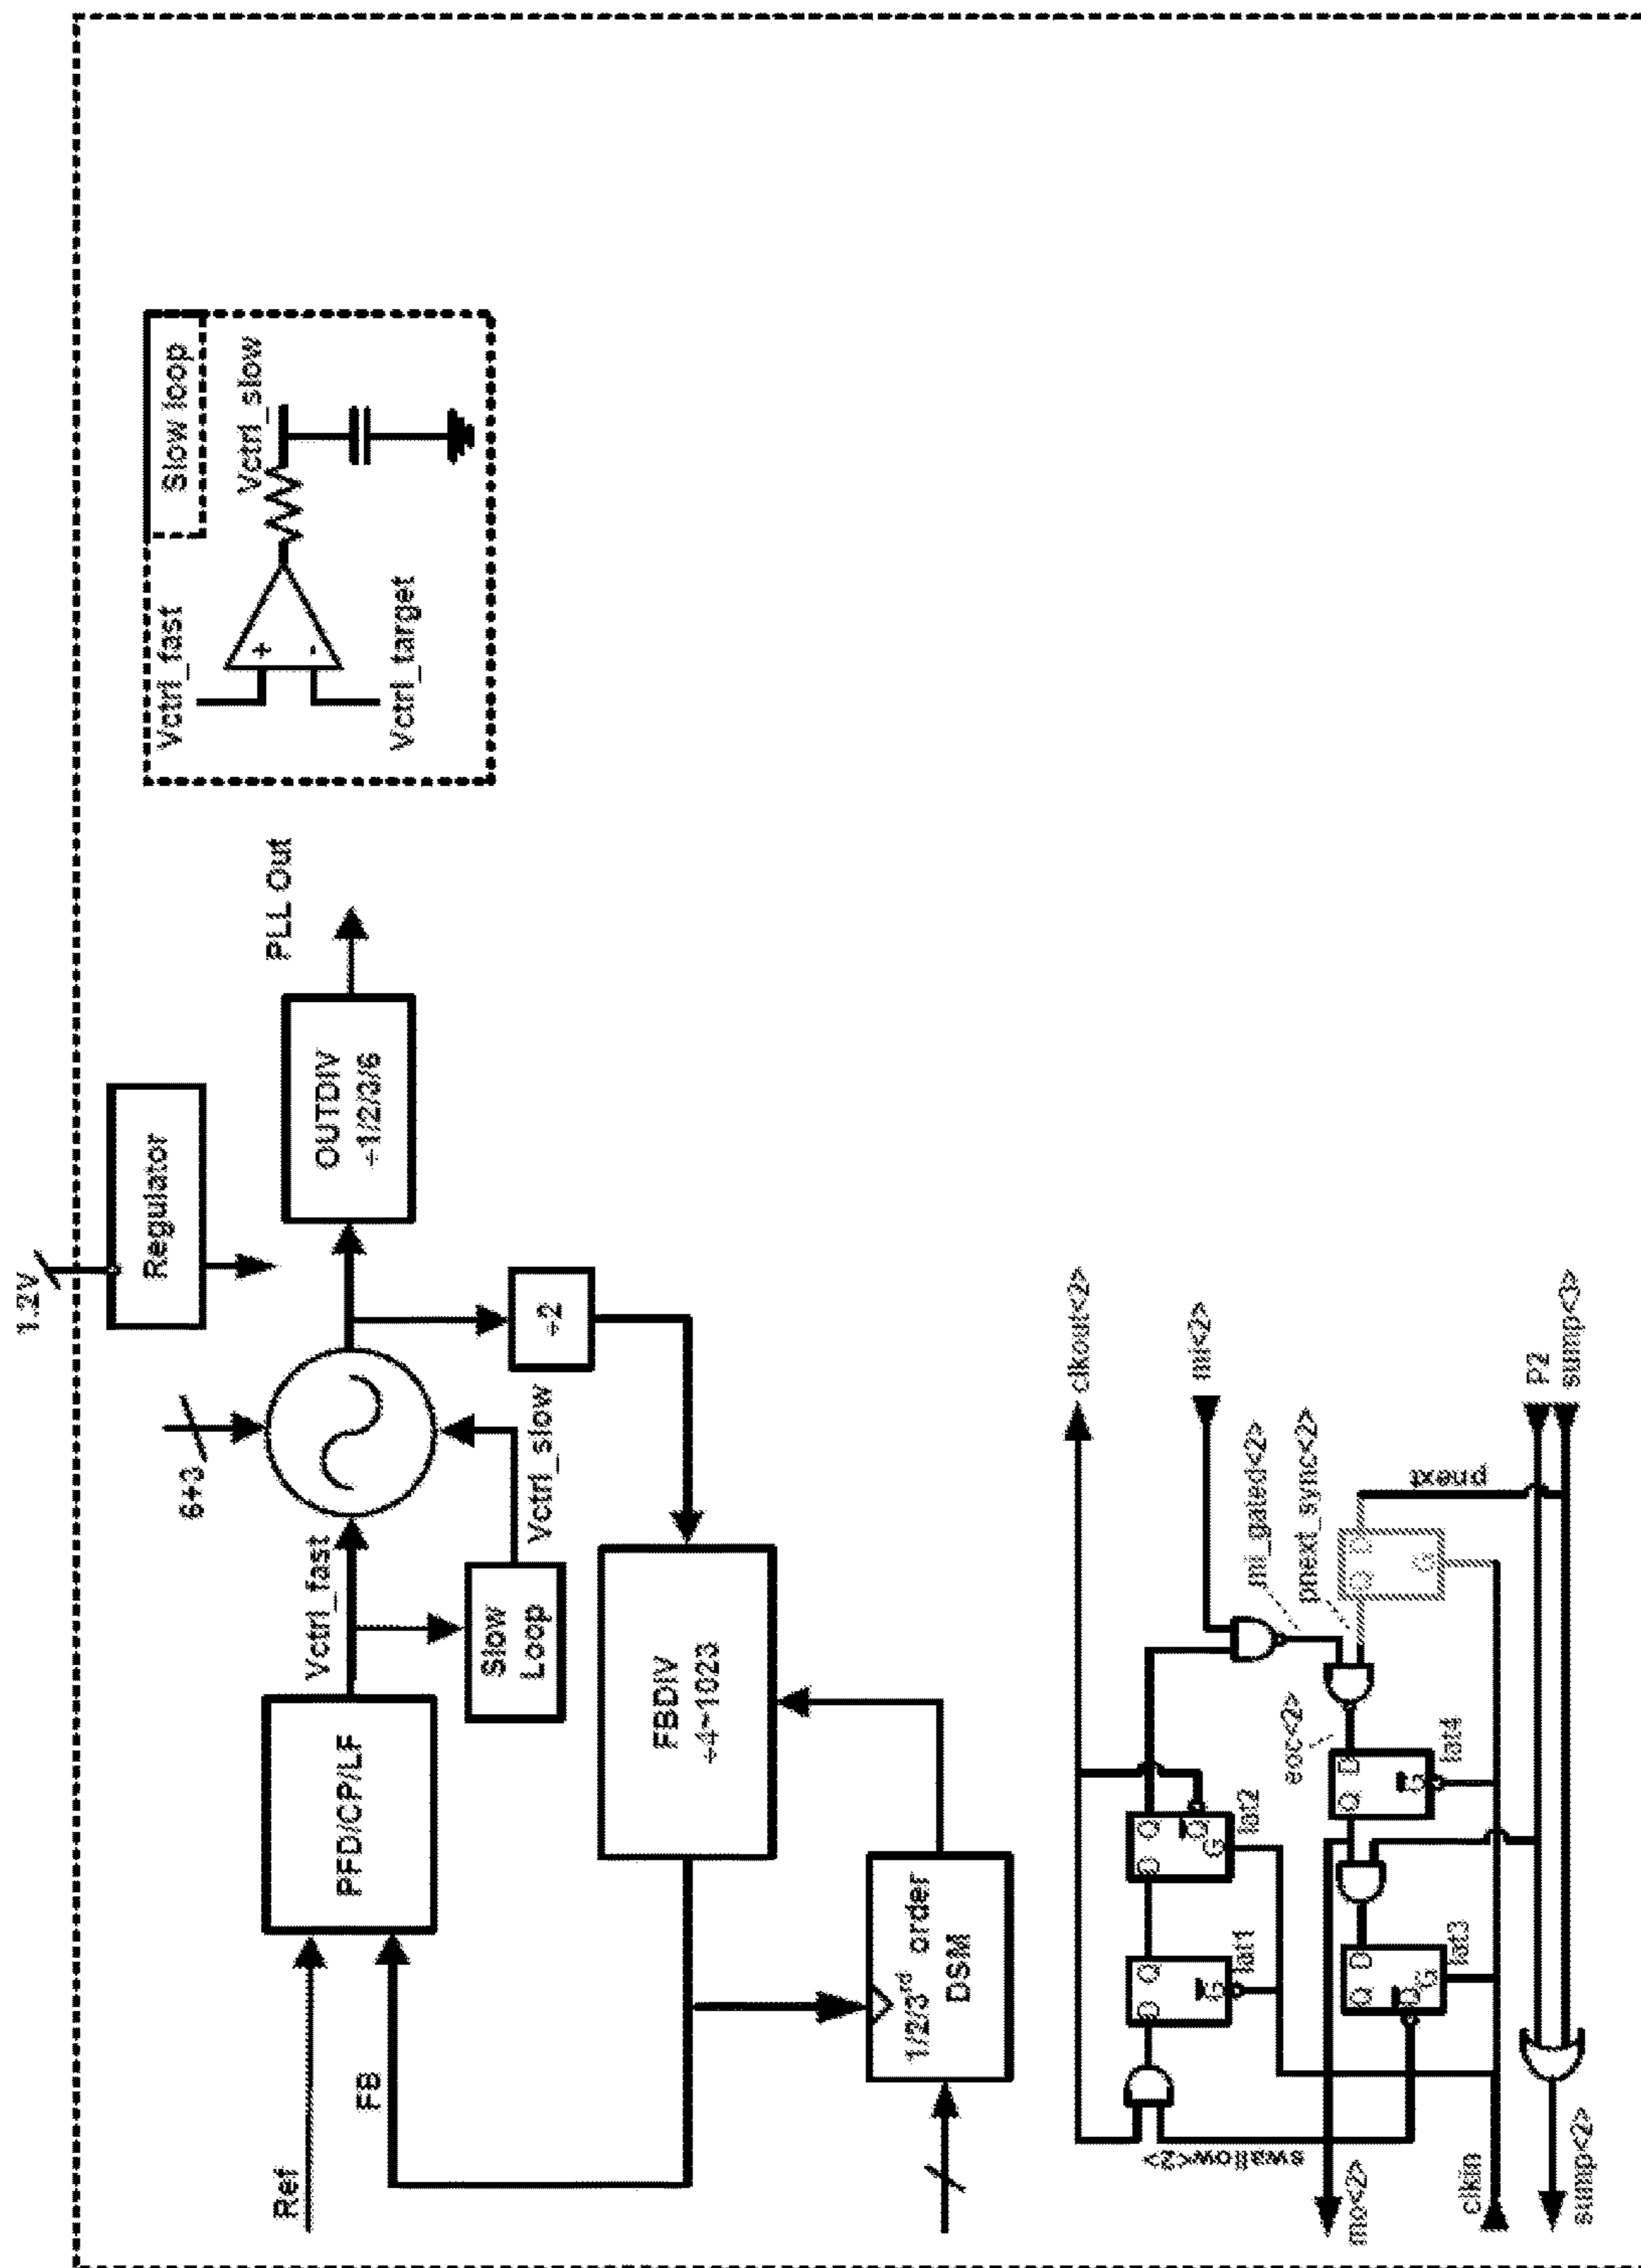 1.2V
Regulator
6+3
Ref
FB
PFD/CP/LF
Vctrl_fast
Slow
Loop
Vctrl_slow
OUTDIV
÷1/2/3/6
PLL Out
÷2
FBDIV
÷4~1023
1/2/3rd order
DSM
Slow loop
Vctrl_fast
+
-
Vctrl_target
Vctrl_slow
clkout<2>
mi<2>
swallow<2>
D Q
G
lat1
D Q
Q
G
lat2
mi_gated<2>
pnext_sync<2>
eoc<2>
pnext
Q D
G
Q D
G
lat4
Q D
Q
G
lat3
mo<2>
clkin
P2
sump<3>
sump<2>